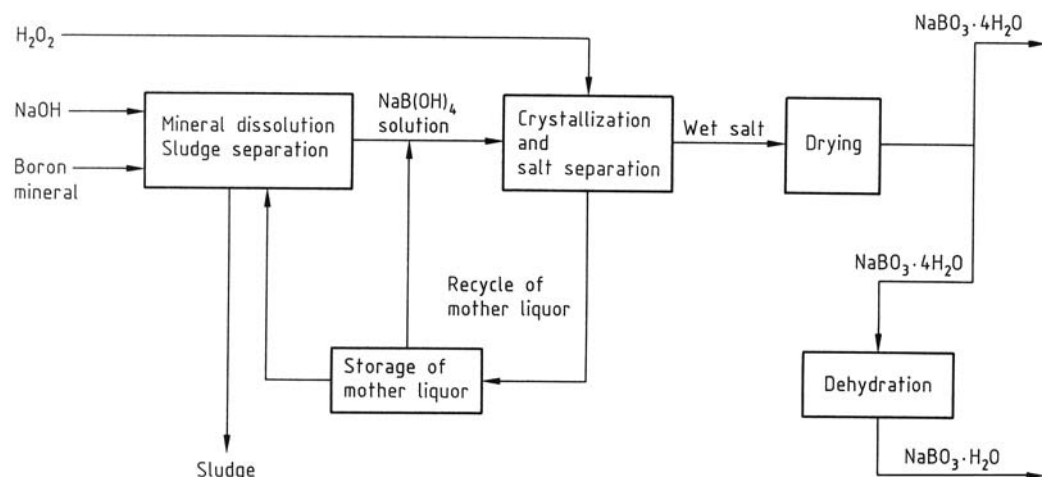 NaBO₃·4H₂O
H₂O₂
NaOH
Boron
mineral
Mineral dissolution
Sludge separation
NaB(OH)₄
solution
Crystallization
and
salt separation
Wet salt
Drying
NaBO₃·4H₂O
Recycle of
mother liquor
Storage of
mother liquor
Dehydration
Sludge
NaBO₃·H₂O